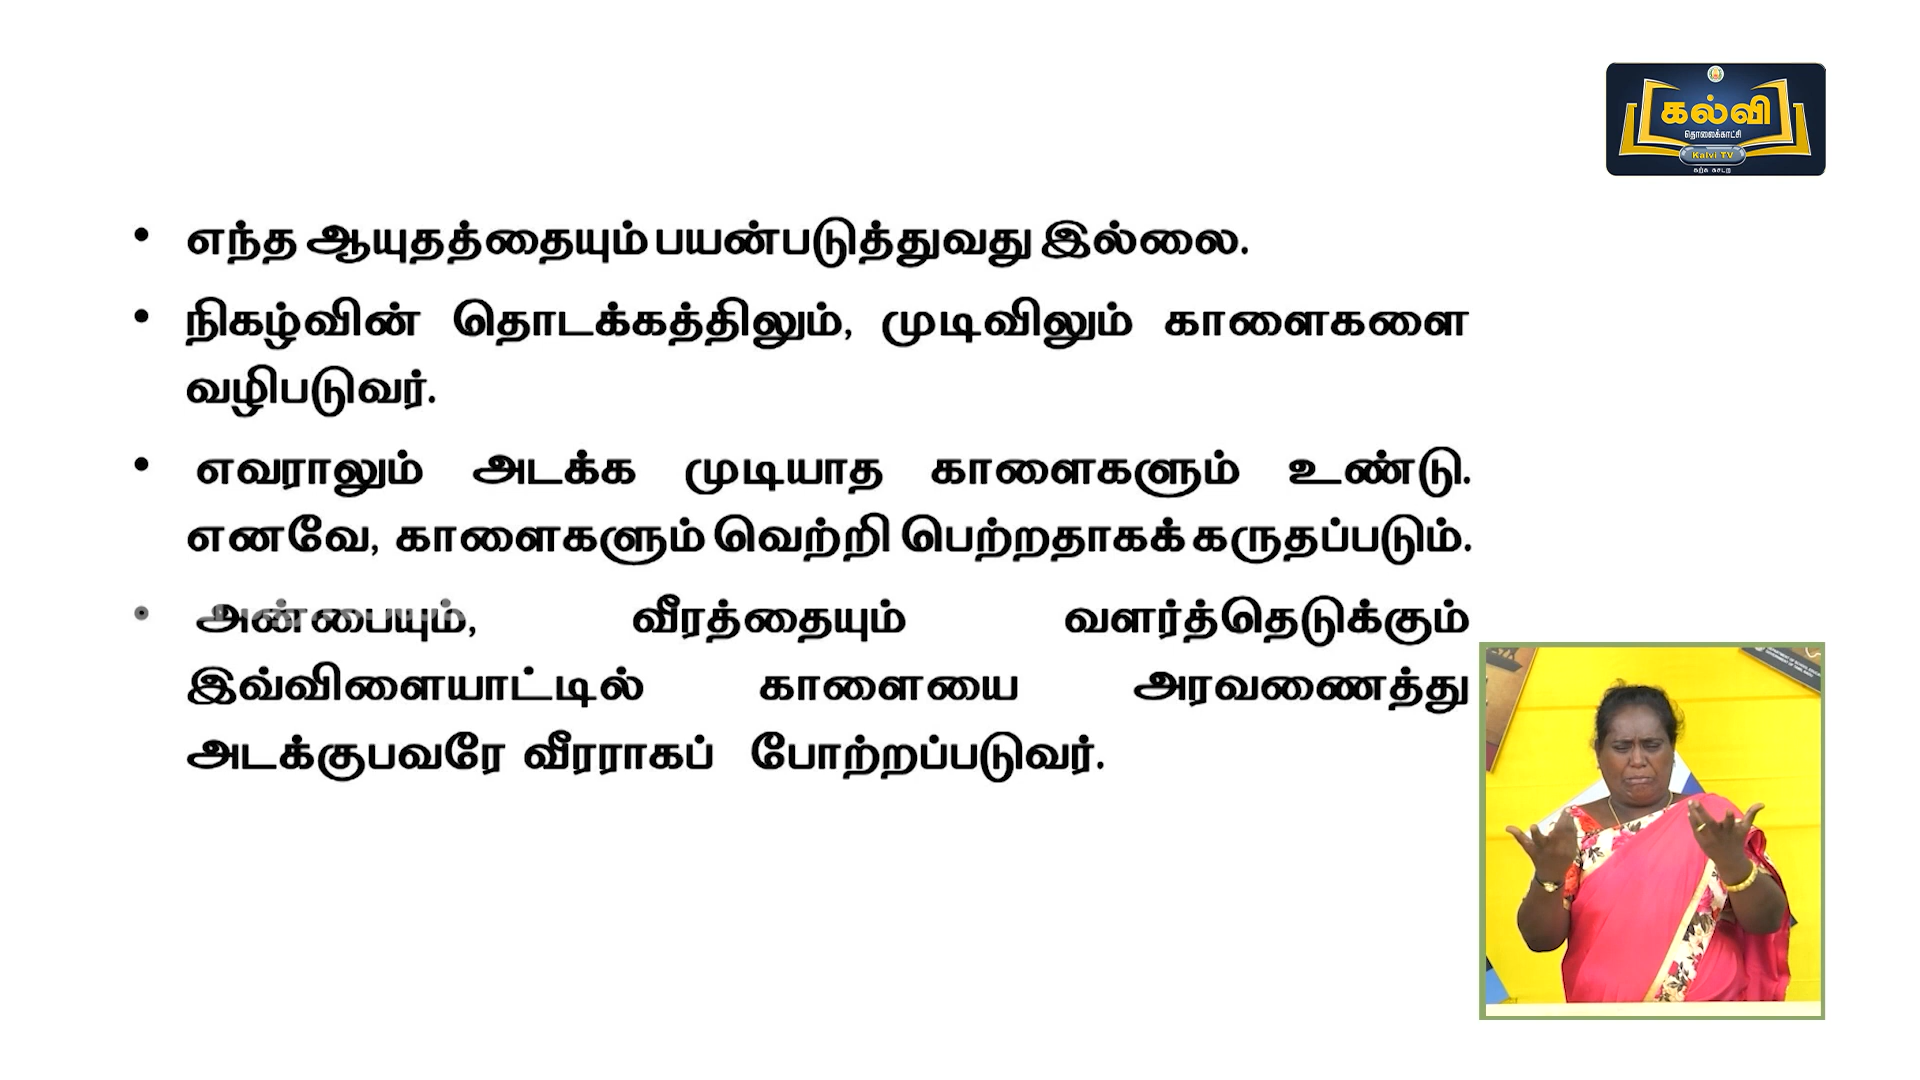 கல்வி
தொலைக்காட்சி
Kalvi TV
கற்க கசடற
• எந்த ஆயுதத்தையும் பயன்படுத்துவது இல்லை.
• நிகழ்வின் தொடக்கத்திலும், முடிவிலும் காளைகளை
வழிபடுவர்.
• எவராலும் அடக்க முடியாத காளைகளும் உண்டு.
எனவே, காளைகளும் வெற்றி பெற்றதாகக் கருதப்படும்.
• அன்பையும், வீரத்தையும் வளர்த்தெடுக்கும்
இவ்விளையாட்டில் காளையை அரவணைத்து
அடக்குபவரே வீரராகப் போற்றப்படுவர்.